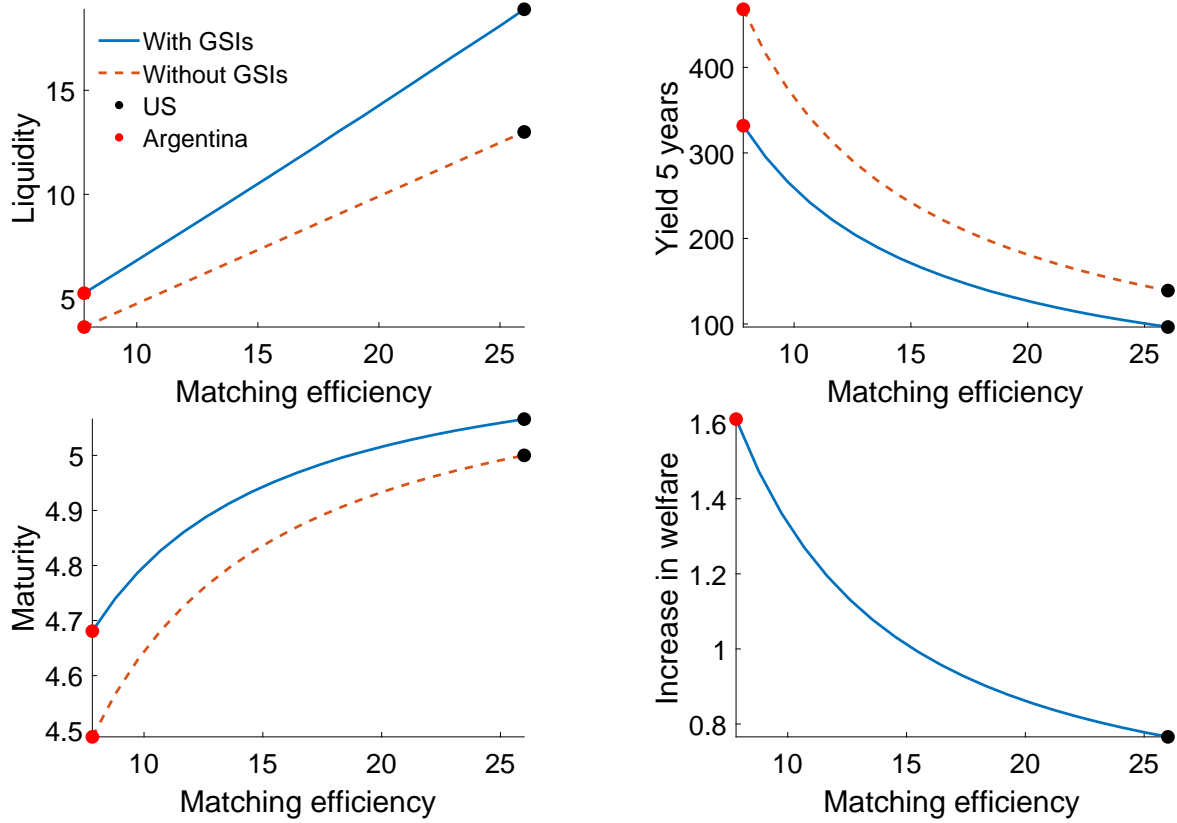 With GSIs
Without GSIs
US
Argentina
Liquidity
15
10
5
10 15 20 25
Matching efficiency
Yield 5 years
400
300
200
100
10 15 20 25
Matching efficiency
Maturity
5
4.9
4.8
4.7
4.6
4.5
10 15 20 25
Matching efficiency
Increase in welfare
1.6
1.4
1.2
1
0.8
10 15 20 25
Matching efficiency